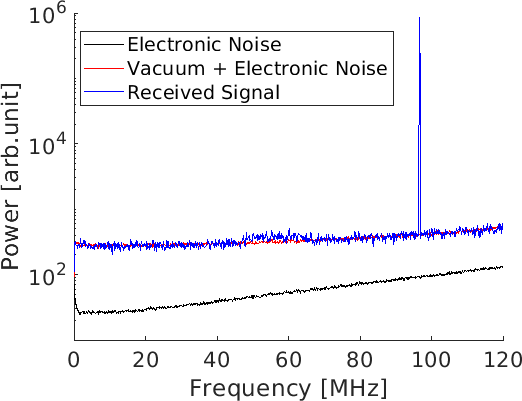 10^6
10^4
10^2
Power [arb.unit]
Electronic Noise
Vacuum + Electronic Noise
Received Signal
0 20 40 60 80 100 120
Frequency [MHz]